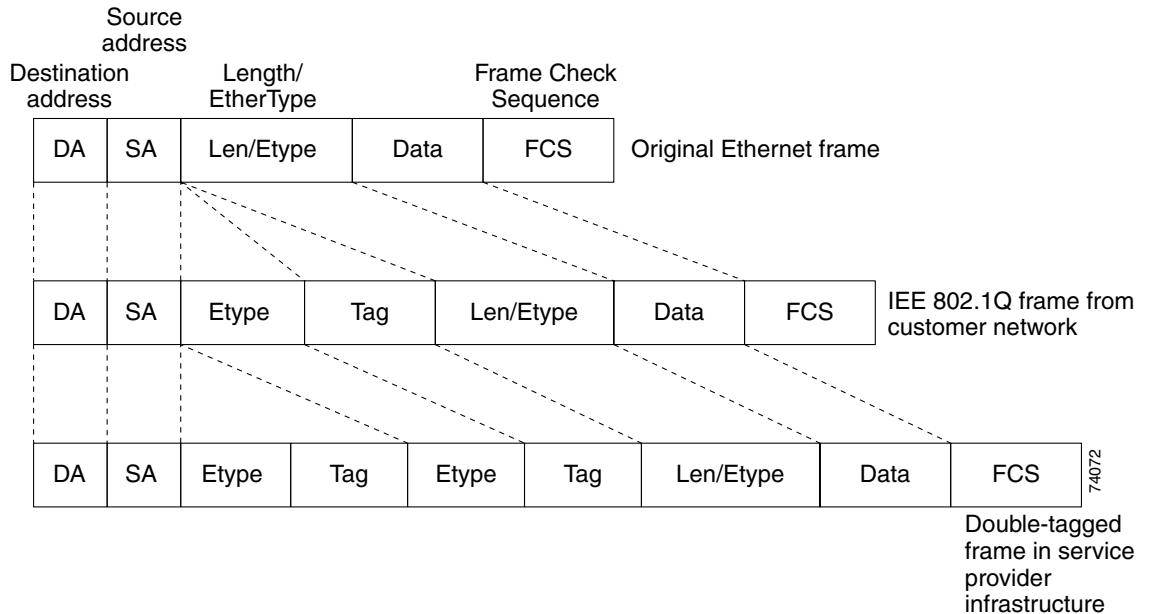 Source
address
Destination
address
Length/
EtherType
Frame Check
Sequence
DA SA Len/Etype Data FCS Original Ethernet frame
DA SA Etype Tag Len/Etype Data FCS IEE 802.1Q frame from
customer network
DA SA Etype Tag Etype Tag Len/Etype Data FCS 74072
Double-tagged
frame in service
provider
infrastructure